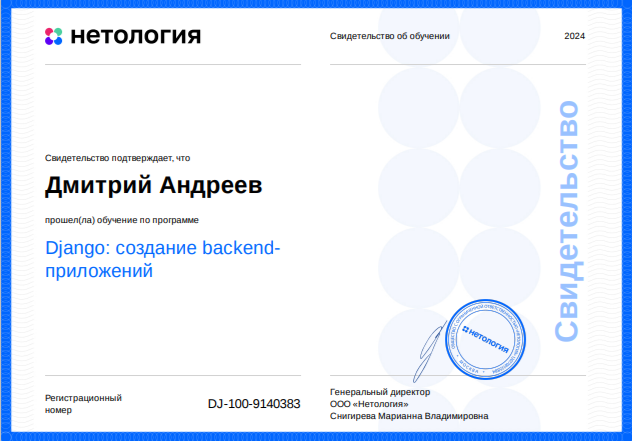 нетология
Свидетельство об обучении
2024
Свидетельство подтверждает, что
Дмитрий Андреев
прошел(ла) обучение по программе
Django: создание backend-
приложений
Свидетельство
нетология
МОСКВА
Регистрационный
номер
DJ-100-9140383
Генеральный директор
ООО «Нетология»
Снигирева Марианна Владимировна